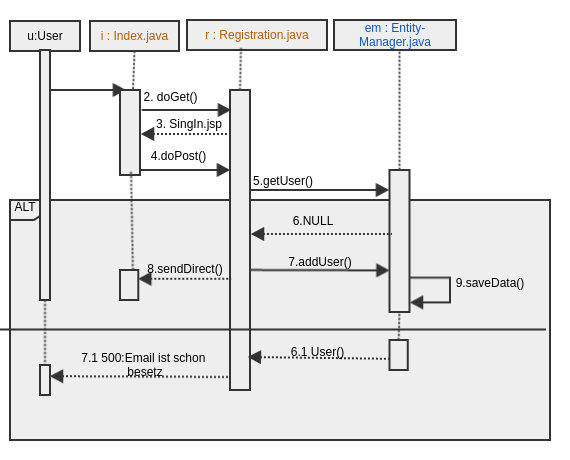 u:User
i : Index.java
r : Registration.java
em : Entity-
Manager.java
2. doGet()
3. SingIn.jsp
4.doPost()
5.getUser()
ALT
6.NULL
7.addUser()
8.sendDirect()
9.saveData()
6.1 User()
7.1 500:Email ist schon
besetz